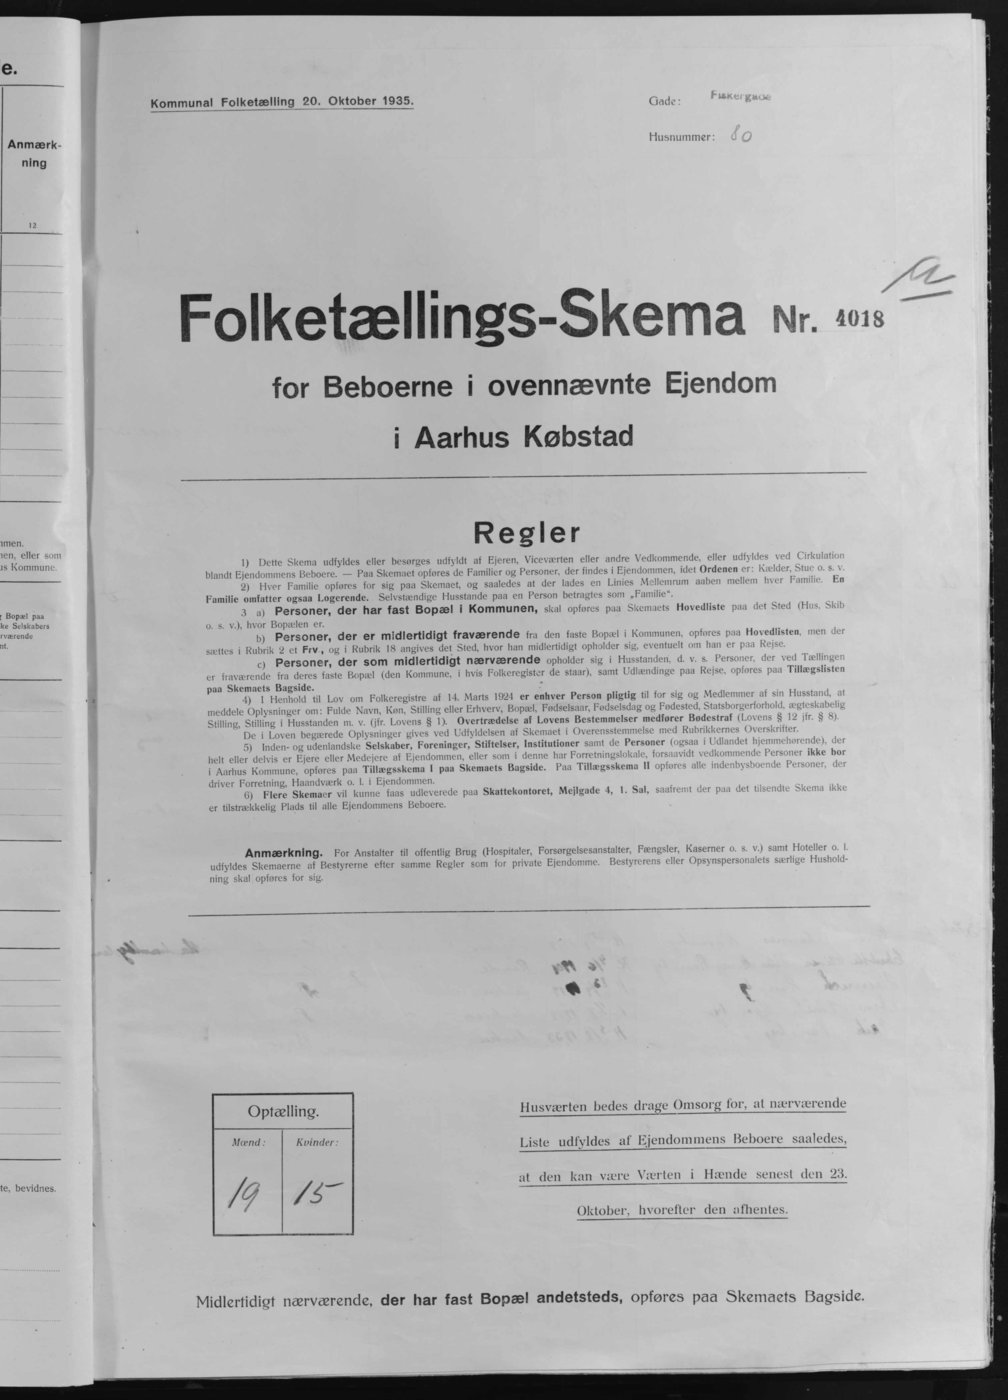 e.
Anmærk-
ning
12
men.
nen, eller som
us Kommune.
Bopæl paa
ke Selskabers
rværende
nt.
te, bevidnes.
Kommunal Folketælling 20. Oktober 1935.
Gade: Fiskergade
Husnummer: 80
a
Folketællings-Skema Nr. 4018
for Beboerne i ovennævnte Ejendom
i Aarhus Købstad
Regler
1) Dette Skema udfyldes eller besørges udfyldt af Ejeren, Viceværten eller andre Vedkommende, eller udfyldes ved Cirkulation
blandt Ejendommens Beboere. — Paa Skemaet opføres de Familier og Personer, der findes i Ejendommen, idet Ordenen er: Kælder, Stue o. s. v.
2) Hver Familie opføres for sig paa Skemaet, og saaledes at der lades en Linies Mellemrum aaben mellem hver Familie. En
Familie omfatter ogsaa Logerende. Selvstændige Husstande paa en Person betragtes som „Familie“.
3 a) Personer, der har fast Bopæl i Kommunen, skal opføres paa Skemaets Hovedliste paa det Sted (Hus, Skib
o. s. v.), hvor Bopælen er.
b) Personer, der er midlertidigt fraværende fra den faste Bopæl i Kommunen, opføres paa Hovedlisten, men der
sættes i Rubrik 2 et Frv., og i Rubrik 18 angives det Sted, hvor han midlertidigt opholder sig, eventuelt om han er paa Rejse.
c) Personer, der som midlertidigt nærværende opholder sig i Husstanden, d. v. s. Personer, der ved Tællingen
er fraværende fra deres faste Bopæl (den Kommune, i hvis Folkeregister de staar), samt Udlændinge paa Rejse, opføres paa Tillægslisten
paa Skemaets Bagside.
4) I Henhold til Lov om Folkeregistre af 14. Marts 1924 er enhver Person pligtig til for sig og Medlemmer af sin Husstand, at
meddele Oplysninger om: Fulde Navn, Køn, Stilling eller Erhverv, Bopæl, Fødselsaar, Fødselsdag og Fødested, Statsborgerforhold, ægteskabelig
Stilling, Stilling i Husstanden m. v. (jfr. Lovens § 1). Overtrædelse af Lovens Bestemmelser medfører Bødestraf (Lovens § 12 jfr. § 8).
De i Loven begærede Oplysninger gives ved Udfyldelsen af Skemaet i Overensstemmelse med Rubrikkernes Overskrifter.
5) Inden- og udenlandske Selskaber, Foreninger, Stiftelser, Institutioner samt de Personer (ogsaa i Udlandet hjemmehørende), der
helt eller delvis er Ejere eller Medejere af Ejendommen, eller som i denne har Forretningslokale, forsaavidt vedkommende Personer ikke bor
i Aarhus Kommune, opføres paa Tillægsskema I paa Skemaets Bagside. Paa Tillægsskema II opføres alle indenbysboende Personer, der
driver Forretning, Haandværk o. l. i Ejendommen.
6) Flere Skemaer vil kunne faas udleverede paa Skattekontoret, Mejlgade 4, 1. Sal, saafremt der paa det tilsendte Skema ikke
er tilstrækkelig Plads til alle Ejendommens Beboere.
Anmærkning. For Anstalter til offentlig Brug (Hospitaler, Forsørgelsesanstalter, Fængsler, Kaserner o. s. v.) samt Hoteller o. l.
udfyldes Skemaerne af Bestyrerne efter samme Regler som for private Ejendomme. Bestyrerens eller Opsynspersonalets særlige Hushold-
ning skal opføres for sig.
Optælling.
Mænd: Kvinder:
19 15
Husværten bedes drage Omsorg for, at nærværende
Liste udfyldes af Ejendommens Beboere saaledes,
at den kan være Værten i Hænde senest den 23.
Oktober, hvorefter den afhentes.
Midlertidigt nærværende, der har fast Bopæl andetsteds, opføres paa Skemaets Bagside.